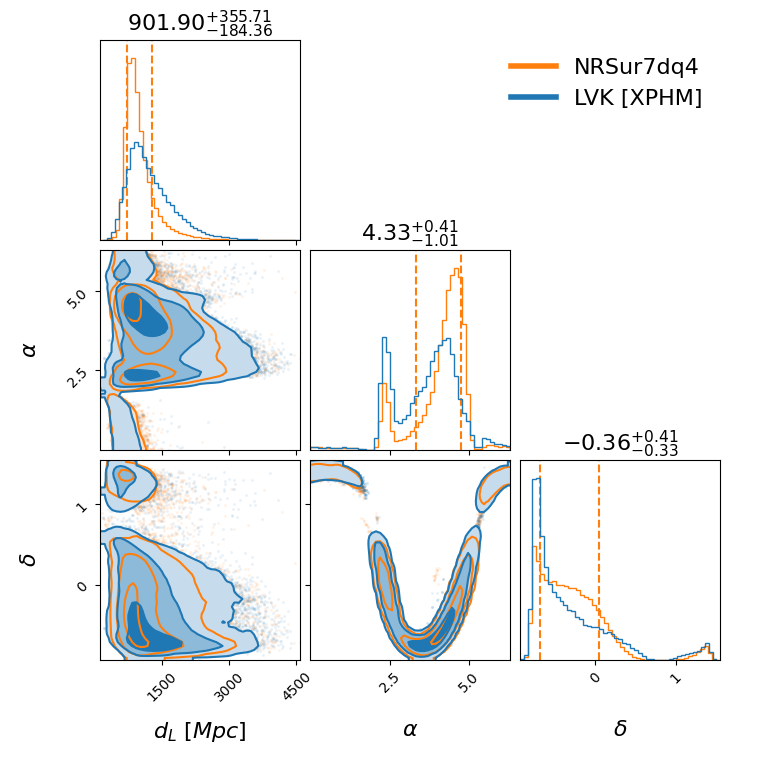 901.90+355.71−184.36
NRSur7dq4
LVK [XPHM]
4.33+0.41−1.01
α
5.0
2.5
−0.36+0.41−0.33
δ
1
0
1500
3000
4500
2.5
5.0
0
1
d_L [Mpc]
α
δ